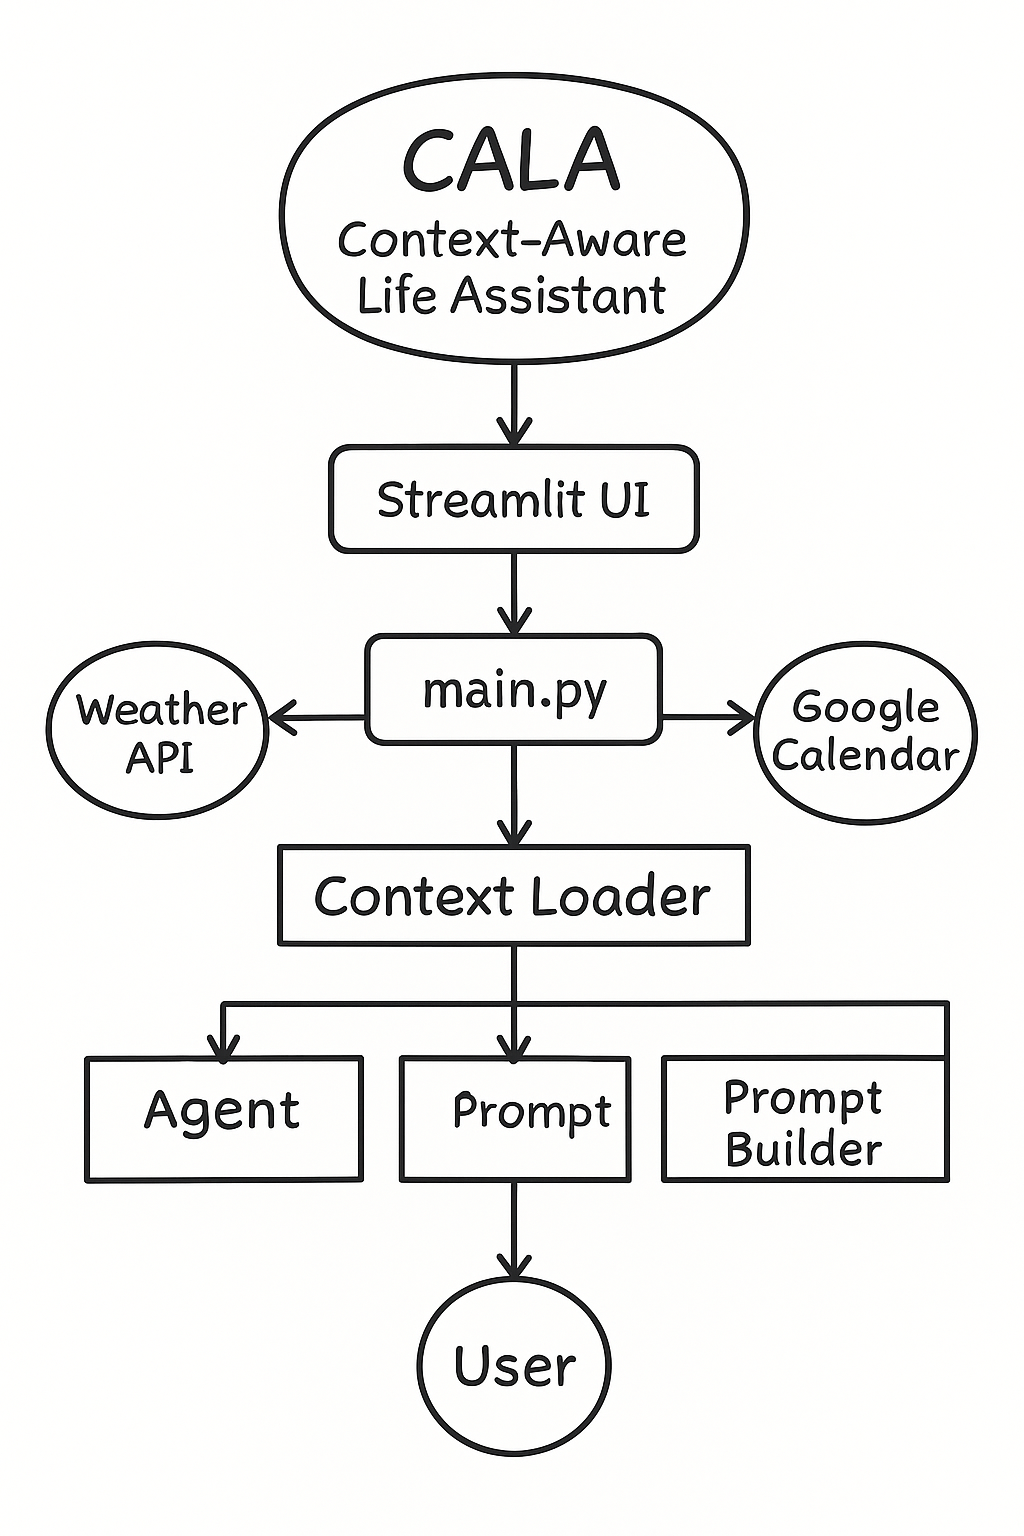 CALA
Context-Aware
Life Assistant
Streamlit UI
main.py
Weather
API
Google
Calendar
Context Loader
Agent
Prompt
Prompt
Builder
User